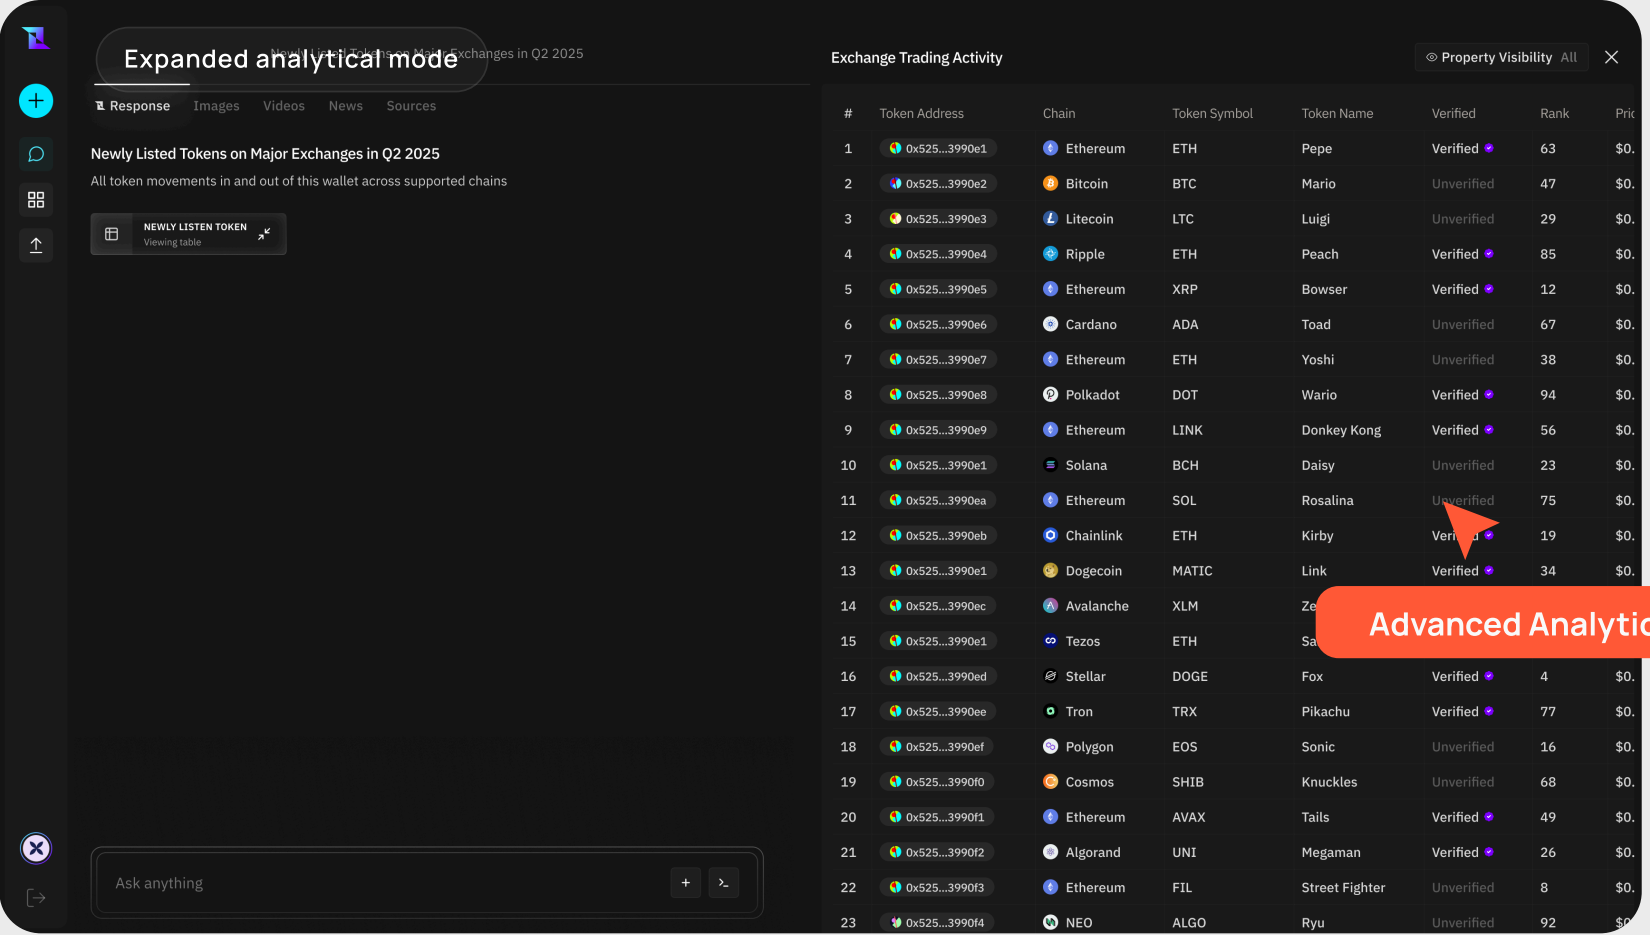 Expanded analytical mode
Newly Listed Tokens on Major Exchanges in Q2 2025
Response Images Videos News Sources
Newly Listed Tokens on Major Exchanges in Q2 2025
All token movements in and out of this wallet across supported chains
NEWLY LISTEN TOKEN
Viewing table
Ask anything
Exchange Trading Activity
Property Visibility All
# Token Address Chain Token Symbol Token Name Verified Rank
1 0x525...3990e1 Ethereum ETH Pepe Verified 63 $0.
2 0x525...3990e2 Bitcoin BTC Mario Unverified 47 $0.
3 0x525...3990e3 Litecoin LTC Luigi Unverified 29 $0.
4 0x525...3990e4 Ripple ETH Peach Verified 85 $0.
5 0x525...3990e5 Ethereum XRP Bowser Verified 12 $0.
6 0x525...3990e6 Cardano ADA Toad Unverified 67 $0.
7 0x525...3990e7 Ethereum ETH Yoshi Unverified 38 $0.
8 0x525...3990e8 Polkadot DOT Wario Verified 94 $0.
9 0x525...3990e9 Ethereum LINK Donkey Kong Verified 56 $0.
10 0x525...3990e1 Solana BCH Daisy Unverified 23 $0.
11 0x525...3990ea Ethereum SOL Rosalina Unverified 75 $0.
12 0x525...3990eb Chainlink ETH Kirby Verified 19 $0.
13 0x525...3990e1 Dogecoin MATIC Link Verified 34 $0.
14 0x525...3990ec Avalanche XLM
15 0x525...3990e1 Tezos ETH
Advanced Analytic
16 0x525...3990ed Stellar DOGE Fox Verified 4 $0.
17 0x525...3990ee Tron TRX Pikachu Verified 77 $0.
18 0x525...3990ef Polygon EOS Sonic Unverified 16 $0.
19 0x525...3990f0 Cosmos SHIB Knuckles Unverified 68 $0.
20 0x525...3990f1 Ethereum AVAX Tails Verified 49 $0.
21 0x525...3990f2 Algorand UNI Megaman Verified 26 $0.
22 0x525...3990f3 Ethereum FIL Street Fighter Unverified 8 $0.
23 0x525...3990f4 NEO ALGO Ryu Unverified 92 $0.